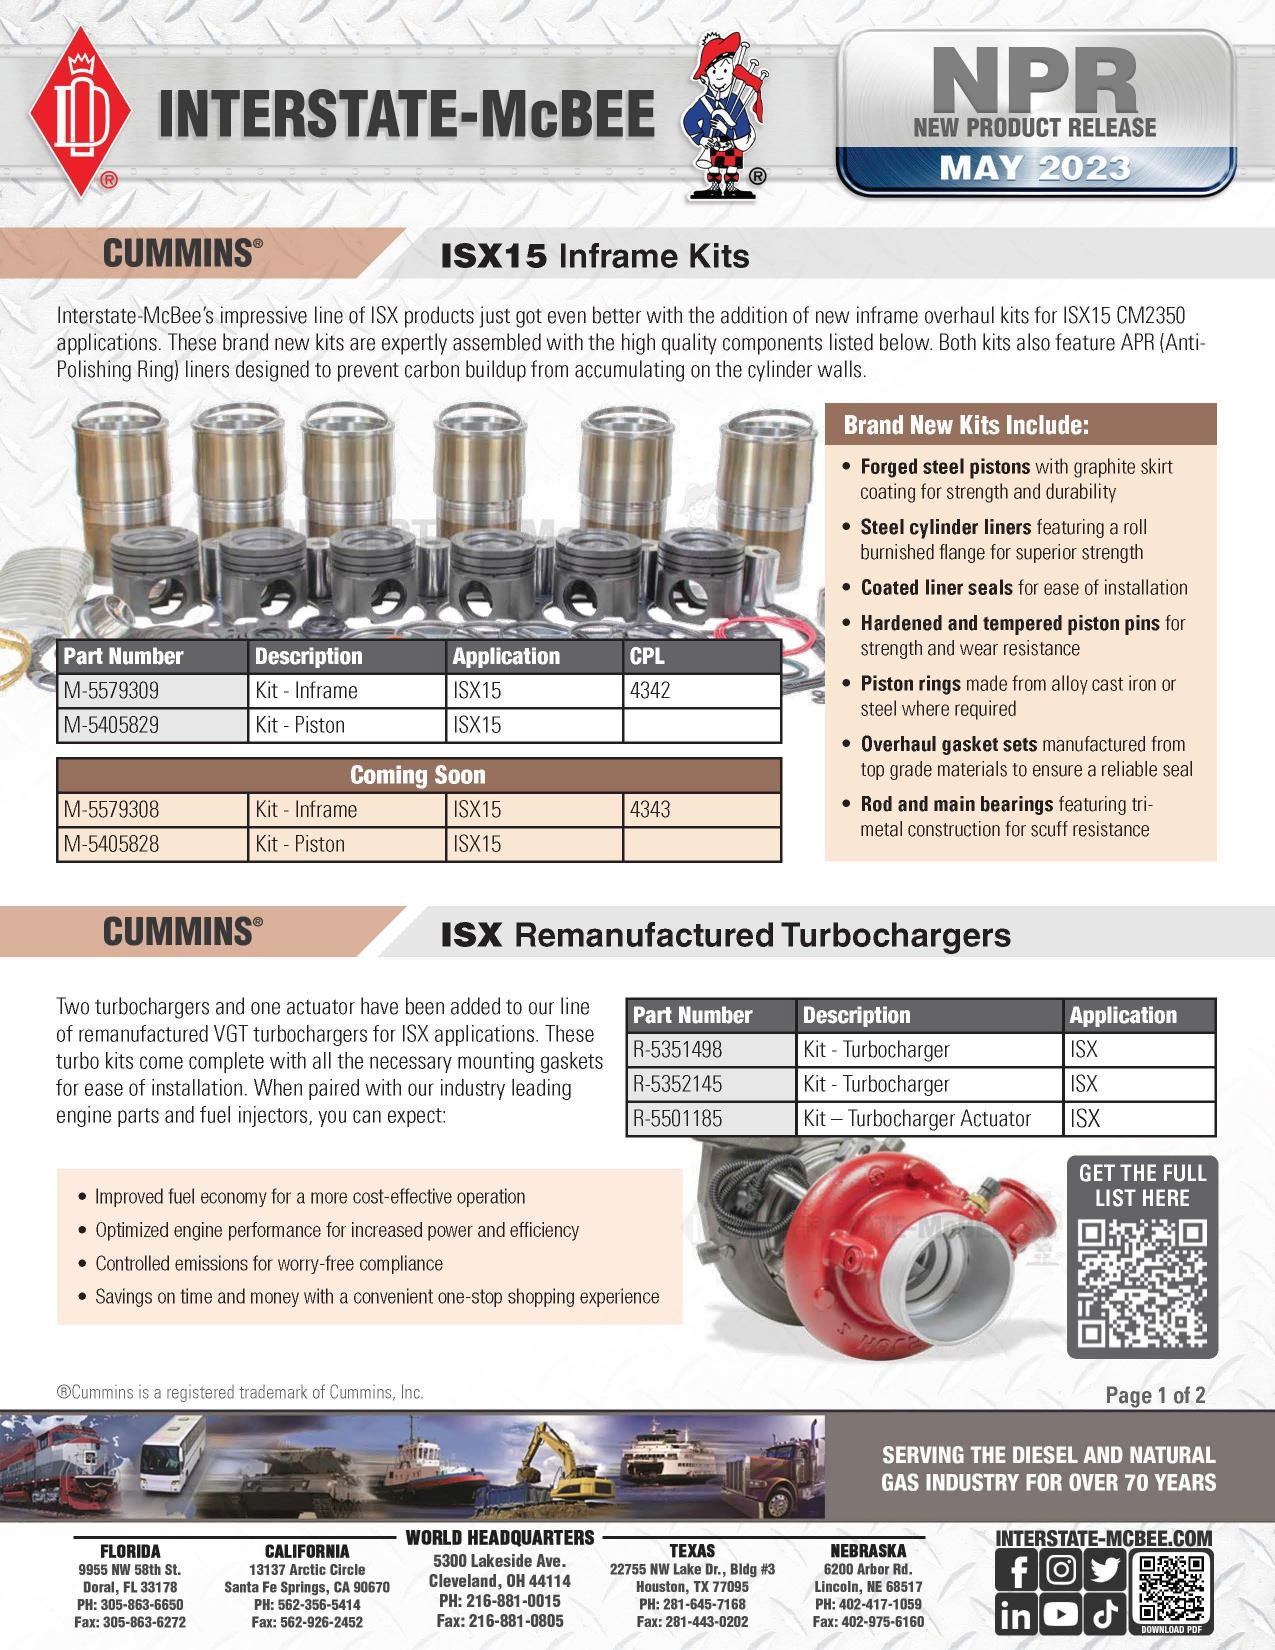 INTERSTATE-McBEE
®
®
NPR
NEW PRODUCT RELEASE
MAY 2023
CUMMINS®
ISX15 Inframe Kits
Interstate-McBee's impressive line of ISX products just got even better with the addition of new inframe overhaul kits for ISX15 CM2350
applications. These brand new kits are expertly assembled with the high quality components listed below. Both kits also feature APR (Anti-
Polishing Ring) liners designed to prevent carbon buildup from accumulating on the cylinder walls.
Brand New Kits Include:
• Forged steel pistons with graphite skirt
coating for strength and durability
• Steel cylinder liners featuring a roll
burnished flange for superior strength
• Coated liner seals for ease of installation
• Hardened and tempered piston pins for
strength and wear resistance
• Piston rings made from alloy cast iron or
steel where required
• Overhaul gasket sets manufactured from
top grade materials to ensure a reliable seal
• Rod and main bearings featuring tri-
metal construction for scuff resistance
Part Number Description Application CPL
M-5579309 Kit - Inframe ISX15 4342
M-5405829 Kit - Piston ISX15
Coming Soon
M-5579308 Kit - Inframe ISX15 4343
M-5405828 Kit - Piston ISX15
CUMMINS®
ISX Remanufactured Turbochargers
Two turbochargers and one actuator have been added to our line
of remanufactured VGT turbochargers for ISX applications. These
turbo kits come complete with all the necessary mounting gaskets
for ease of installation. When paired with our industry leading
engine parts and fuel injectors, you can expect:
• Improved fuel economy for a more cost-effective operation
• Optimized engine performance for increased power and efficiency
• Controlled emissions for worry-free compliance
• Savings on time and money with a convenient one-stop shopping experience
Part Number Description Application
R-5351498 Kit - Turbocharger ISX
R-5352145 Kit - Turbocharger ISX
R-5501185 Kit – Turbocharger Actuator ISX
GET THE FULL
LIST HERE
®Cummins is a registered trademark of Cummins, Inc.
Page 1 of 2
SERVING THE DIESEL AND NATURAL
GAS INDUSTRY FOR OVER 70 YEARS
FLORIDA
9955 NW 58th St.
Doral, FL 33178
PH: 305-863-6650
Fax: 305-863-6272
CALIFORNIA
13137 Arctic Circle
Santa Fe Springs, CA 90670
PH: 562-356-5414
Fax: 562-926-2452
WORLD HEADQUARTERS
5300 Lakeside Ave.
Cleveland, OH 44114
PH: 216-881-0015
Fax: 216-881-0805
TEXAS
22755 NW Lake Dr., Bldg #3
Houston, TX 77095
PH: 281-645-7168
Fax: 281-443-0202
NEBRASKA
6200 Arbor Rd.
Lincoln, NE 68517
PH: 402-417-1059
Fax: 402-975-6160
INTERSTATE-MCBEE.COM
DOWNLOAD PDF